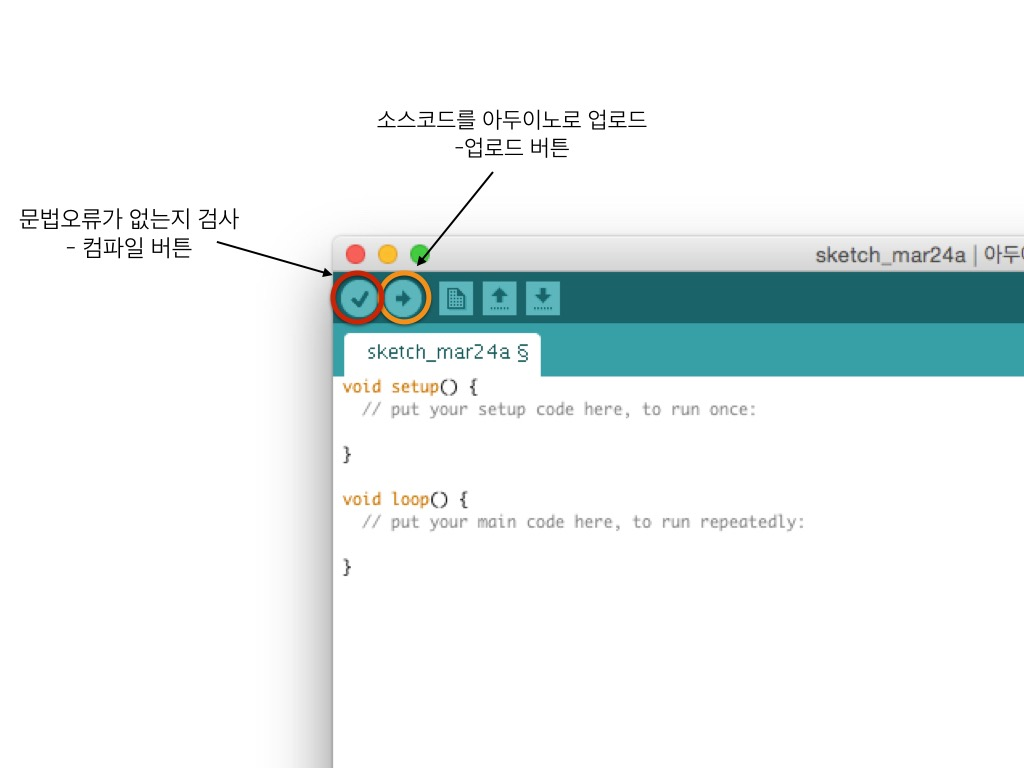 소스코드를 아두이노로 업로드
-업로드 버튼
문법오류가 없는지 검사
- 컴파일 버튼
sketch_mar24a | 아두
sketch_mar24a §
void setup() {
  // put your setup code here, to run once:
}
void loop() {
  // put your main code here, to run repeatedly:
}